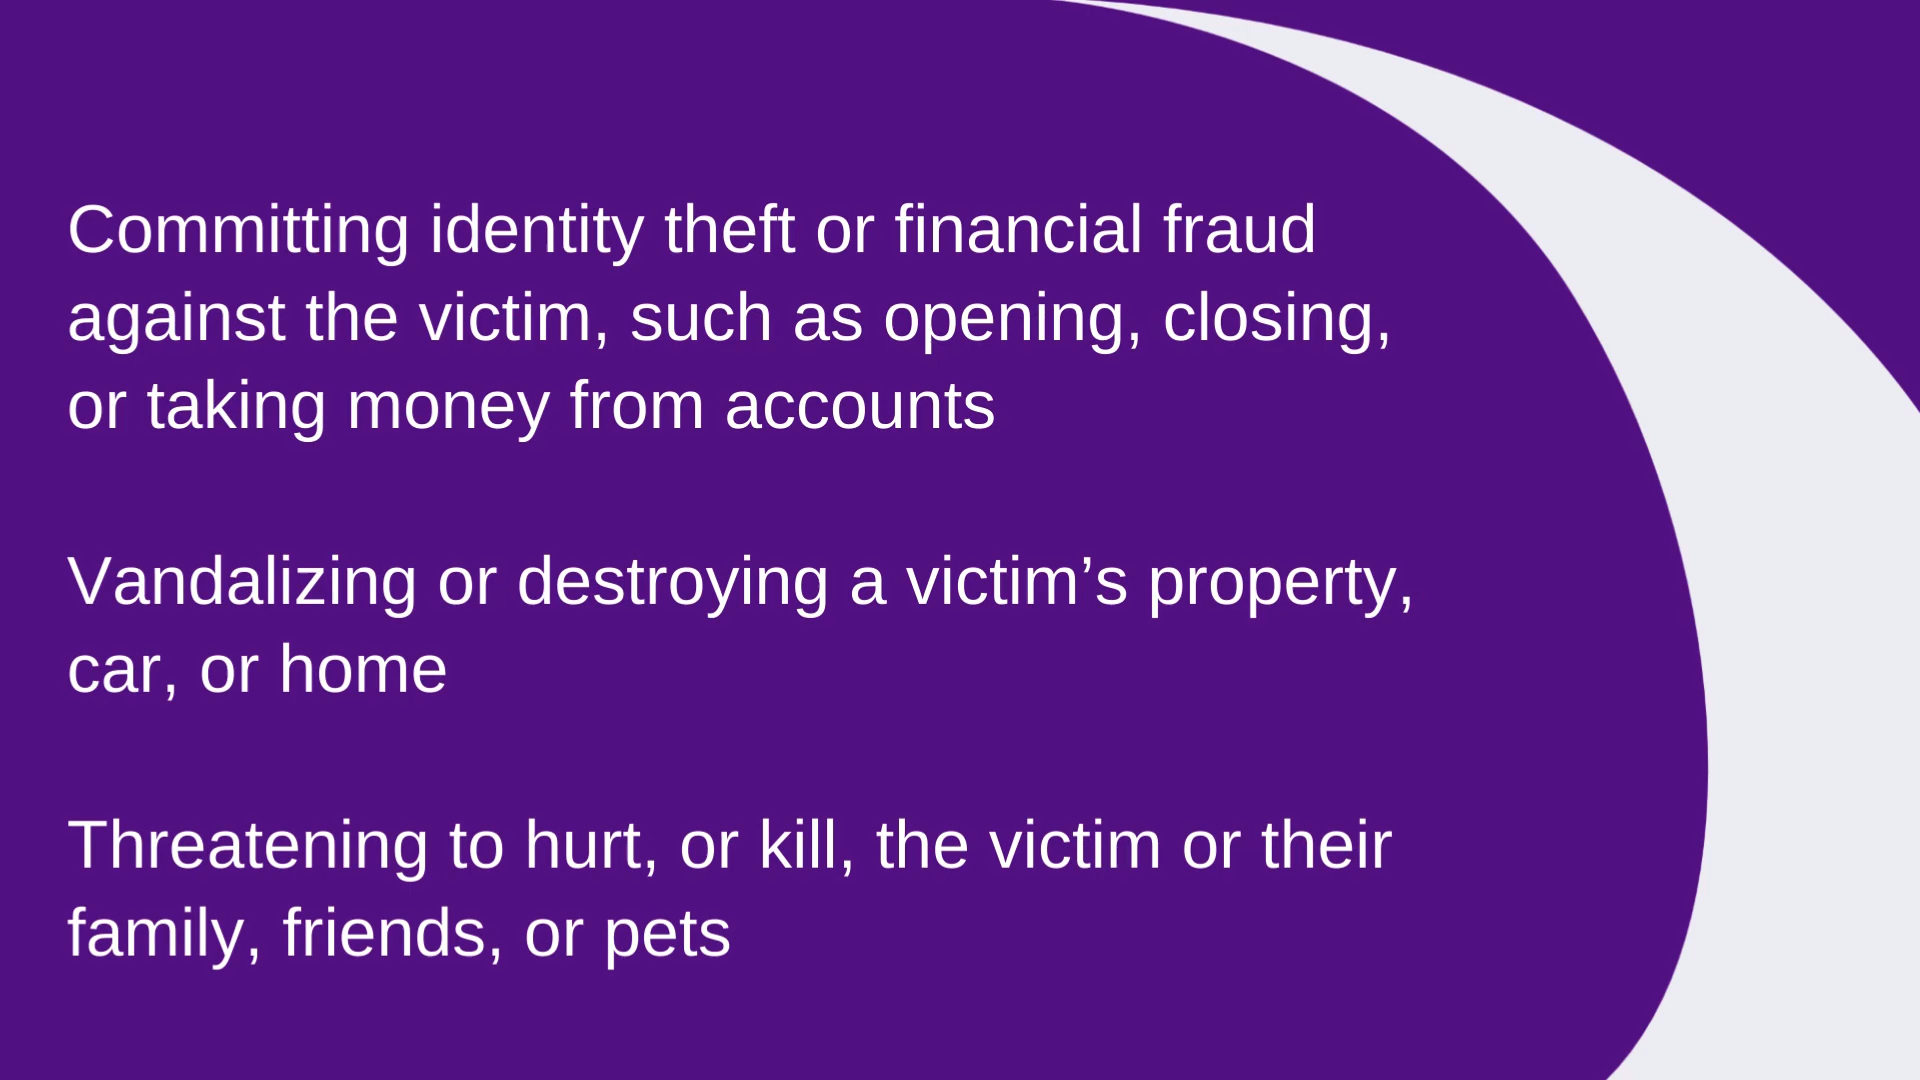 Committing identity theft or financial fraud
against the victim, such as opening, closing,
or taking money from accounts
Vandalizing or destroying a victim’s property,
car, or home
Threatening to hurt, or kill, the victim or their
family, friends, or pets